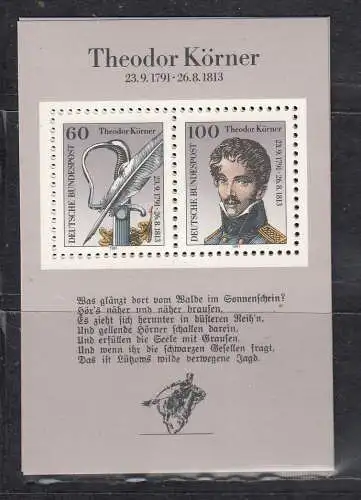 Theodor Körner
23.9.1791 - 26.8.1813
60 Theodor Körner
DEUTSCHE BUNDESPOST
23.9.1791 - 26.8.1813
100 Theodor Körner
DEUTSCHE BUNDESPOST
23.9.1791 - 26.8.1813
Was glänzt dort vom Walde im Sonnenschein?
Hör's näher und näher brausen.
Es zieht sich herunter in düsteren Reih'n,
Und gellende Hörner schallen darein,
Und erfüllen die Seele mit Grausen.
Und wenn ihr die schwarzen Gesellen fragt,
Das ist Lützows wilde verwegene Jagd.